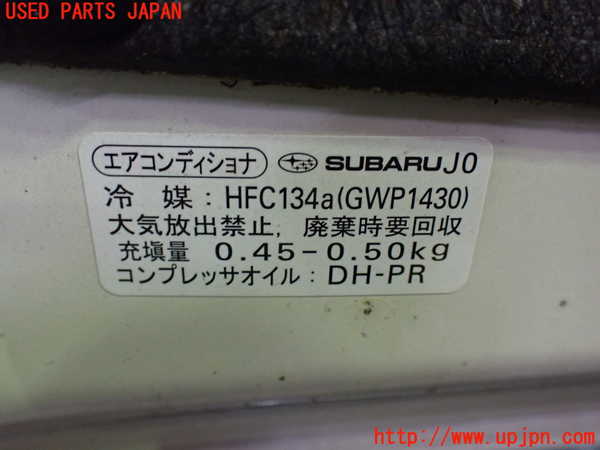 USED PARTS JAPAN
エアコンディショナ SUBARU JO
冷 媒 : HFC134a(GWP1430)
大気放出禁止, 廃棄時要回収
充塡量 0.45-0.50kg
コンプレッサオイル : DH-PR
http://www.upjpn.com/